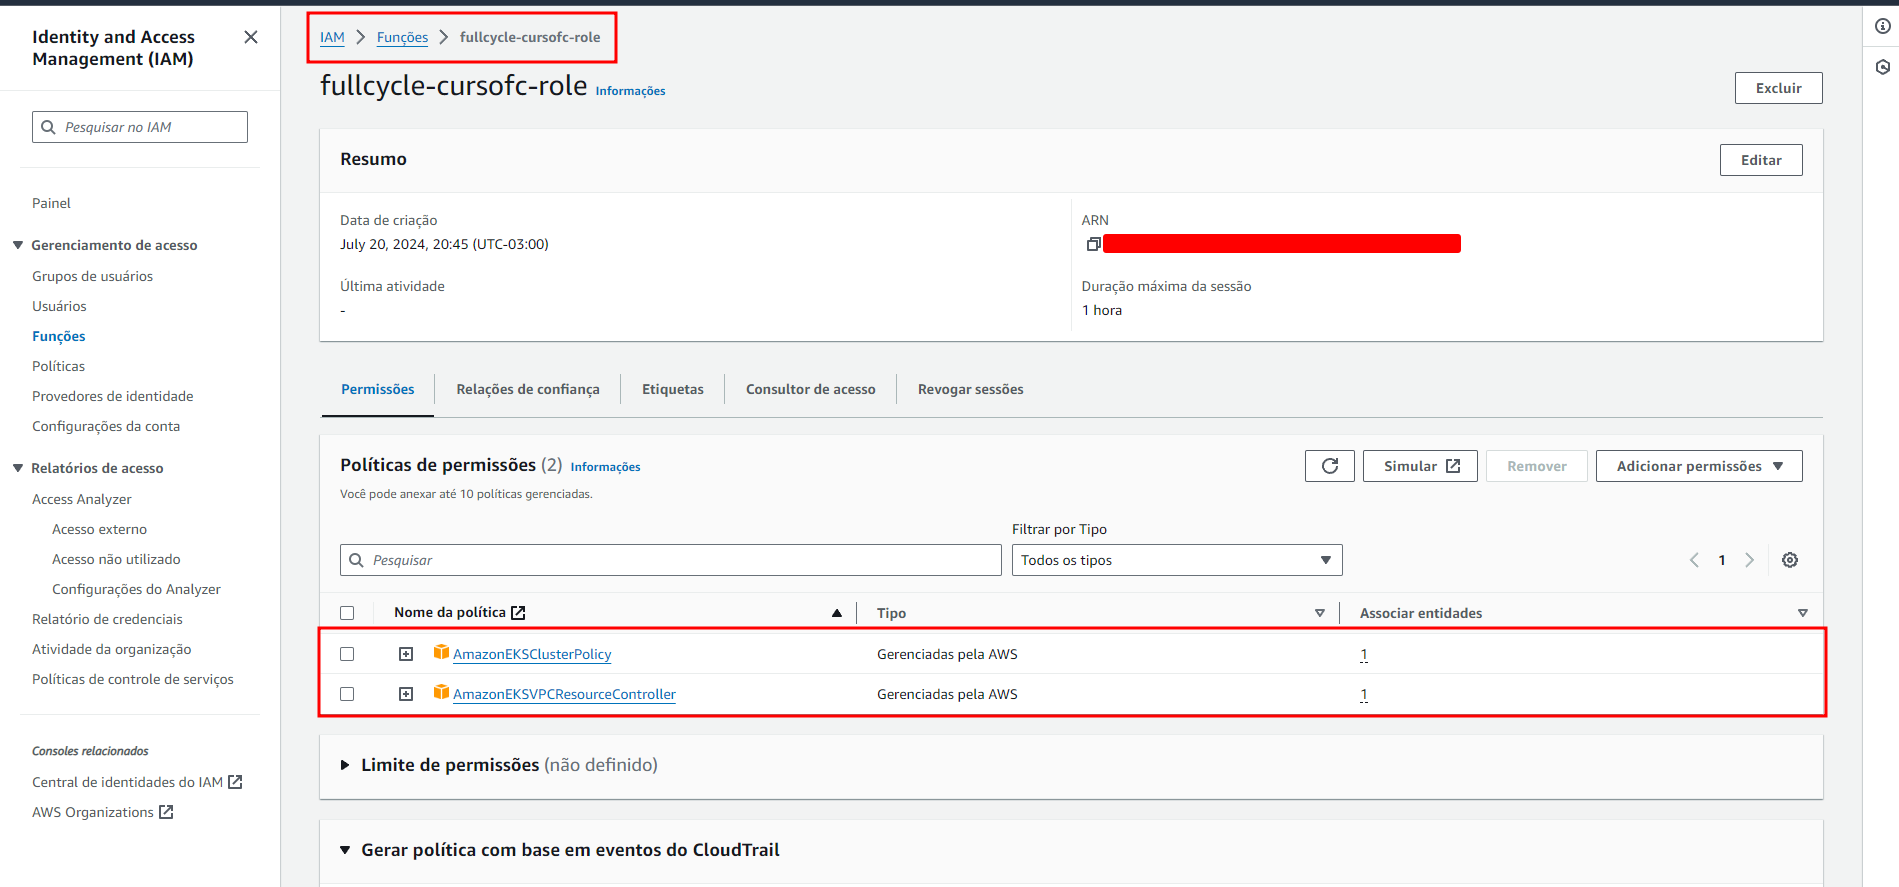 Identity and Access Management (IAM)
Pesquisar no IAM
Painel
Gerenciamento de acesso
Grupos de usuários
Usuários
Funções
Políticas
Provedores de identidade
Configurações da conta
Relatórios de acesso
Access Analyzer
Acesso externo
Acesso não utilizado
Configurações do Analyzer
Relatório de credenciais
Atividade da organização
Políticas de controle de serviços
Consoles relacionados
Central de identidades do IAM
AWS Organizations
IAM > Funções > fullcycle-cursofc-role
fullcycle-cursofc-role Informações
Excluir
Resumo
Editar
Data de criação
July 20, 2024, 20:45 (UTC-03:00)
ARN
Última atividade
-
Duração máxima da sessão
1 hora
Permissões
Relações de confiança
Etiquetas
Consultor de acesso
Revogar sessões
Políticas de permissões (2) Informações
Você pode anexar até 10 políticas gerenciadas.
Simular
Remover
Adicionar permissões
Filtrar por Tipo
Pesquisar
Todos os tipos
1
Nome da política Tipo Associar entidades
AmazonEKSClusterPolicy Gerenciadas pela AWS 1
AmazonEKSVPCResourceController Gerenciadas pela AWS 1
Limite de permissões (não definido)
Gerar política com base em eventos do CloudTrail